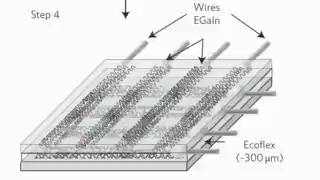 Step 4
Wires
EGaIn
Ecoflex
(~300 μm)